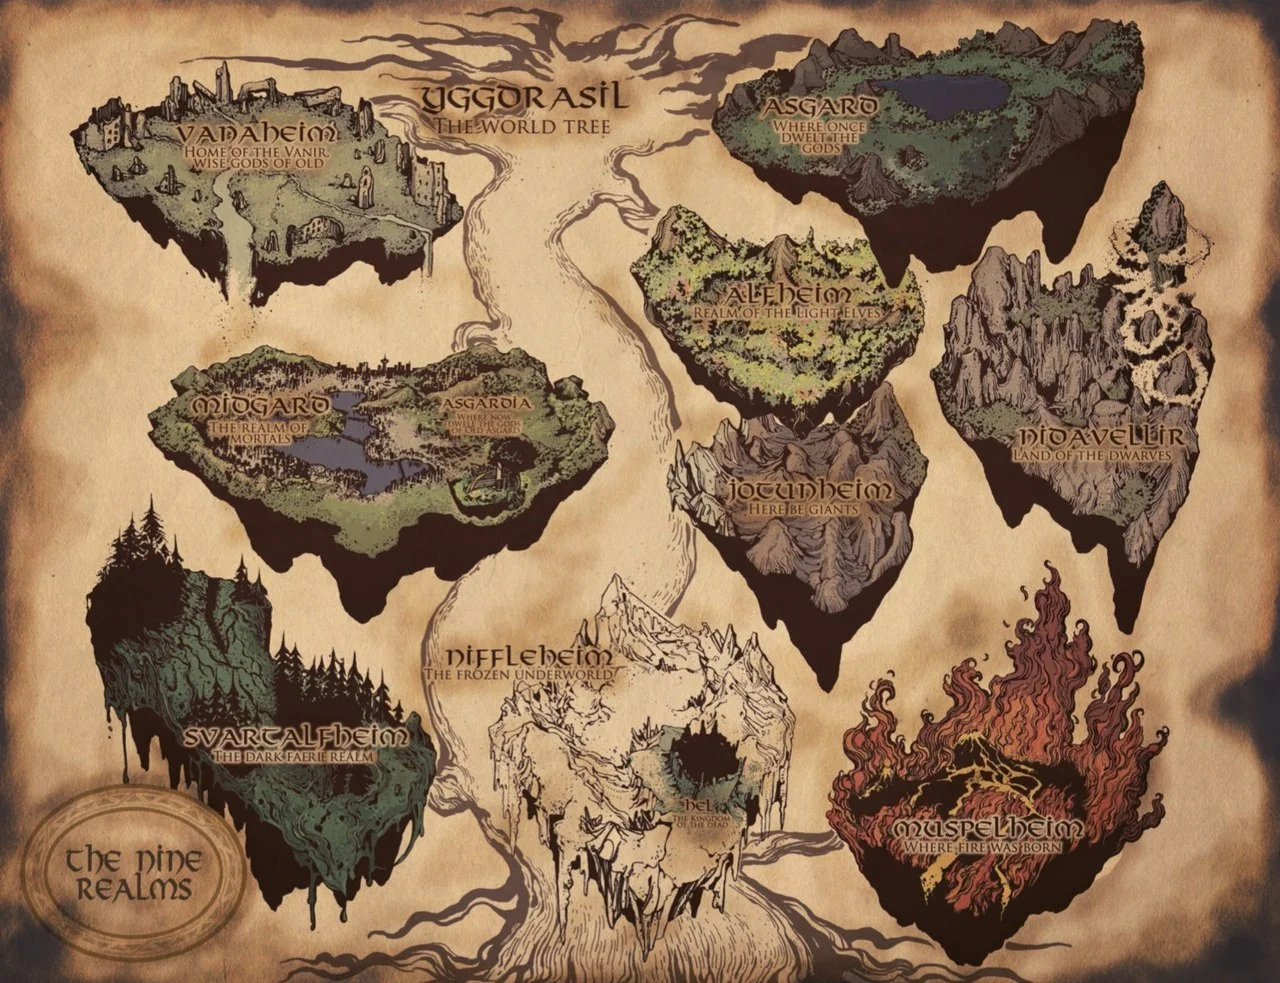 YGGDRASIL
THE WORLD TREE
VANAHEIM
HOME OF THE VANIR,
WISE GODS OF OLD
ASGARD
WHERE ONCE
DWELT THE
GODS
ALFHEIM
REALM OF THE LIGHT ELVES
MIDGARD
THE REALM OF
MORTALS
ASGARDIA
WHERE NOW
DWELL THE GODS
OF OLD ASGARD
NIDAVELLIR
LAND OF THE DWARVES
JOTUNHEIM
HERE BE GIANTS
NIFFLEHEIM
THE FROZEN UNDERWORLD
SVARTALFHEIM
THE DARK FAERIE REALM
HEL
THE KINGDOM
OF THE DEAD
MUSPELHEIM
WHERE FIRE WAS BORN
THE NINE
REALMS